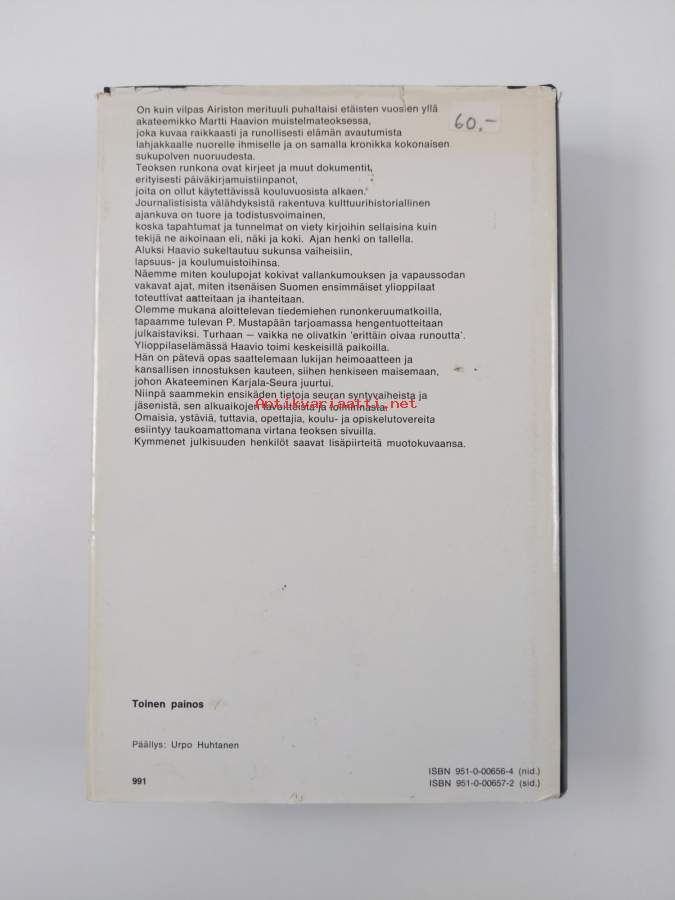 On kuin vilpas Airiston merituuli puhaltaisi etäisten vuosien yllä
akateemikko Martti Haavion muistelmateoksessa,
60.-
joka kuvaa raikkaasti ja runollisesti elämän avautumista
lahjakkaalle nuorelle ihmiselle ja on samalla kronikka kokonaisen
sukupolven nuoruudesta.
Teoksen runkona ovat kirjeet ja muut dokumentit,
erityisesti päiväkirjamuistiinpanot,
joita on ollut käytettävissä kouluvuosista alkaen.
Journalistisista välähdyksistä rakentuva kulttuurihistoriallinen
ajankuva on tuore ja todistusvoimainen,
koska tapahtumat ja tunnelmat on viety kirjoihin sellaisina kuin
tekijä ne aikoinaan eli, näki ja koki. Ajan henki on tallella.
Aluksi Haavio sukeltautuu sukunsa vaiheisiin,
lapsuus- ja koulumuistoihinsa.
Näemme miten koulupojat kokivat vallankumouksen ja vapaussodan
vakavat ajat, miten itsenäisen Suomen ensimmäiset ylioppilaat
toteuttivat aatteitaan ja ihanteitaan.
Olemme mukana aloittelevan tiedemiehen runonkeruumatkoilla,
tapaamme tulevan P. Mustapään tarjoamassa hengentuotteitaan
julkaistaviksi. Turhaan — vaikka ne olivatkin 'erittäin oivaa runoutta'.
Ylioppilaselämässä Haavio toimi keskeisillä paikoilla.
Hän on pätevä opas saattelemaan lukijan heimoaatteen ja
kansallisen innostuksen kauteen, siihen henkiseen maisemaan,
johon Akateeminen Karjala-Seura juurtui.
Niinpä saammekin ensikäden tietoja seuran syntyvaiheista ja
jäsenistä, sen alkuaikojen tavoitteista ja toiminnasta.
Antikvariaatti.net
Omaisia, ystäviä, tuttavia, opettajia, koulu- ja opiskelutovereita
esiintyy taukoamattomana virtana teoksen sivuilla.
Kymmenet julkisuuden henkilöt saavat lisäpiirteitä muotokuvaansa.
Toinen painos
Päällys: Urpo Huhtanen
991
ISBN 951-0-00656-4 (nid.)
ISBN 951-0-00657-2 (sid.)